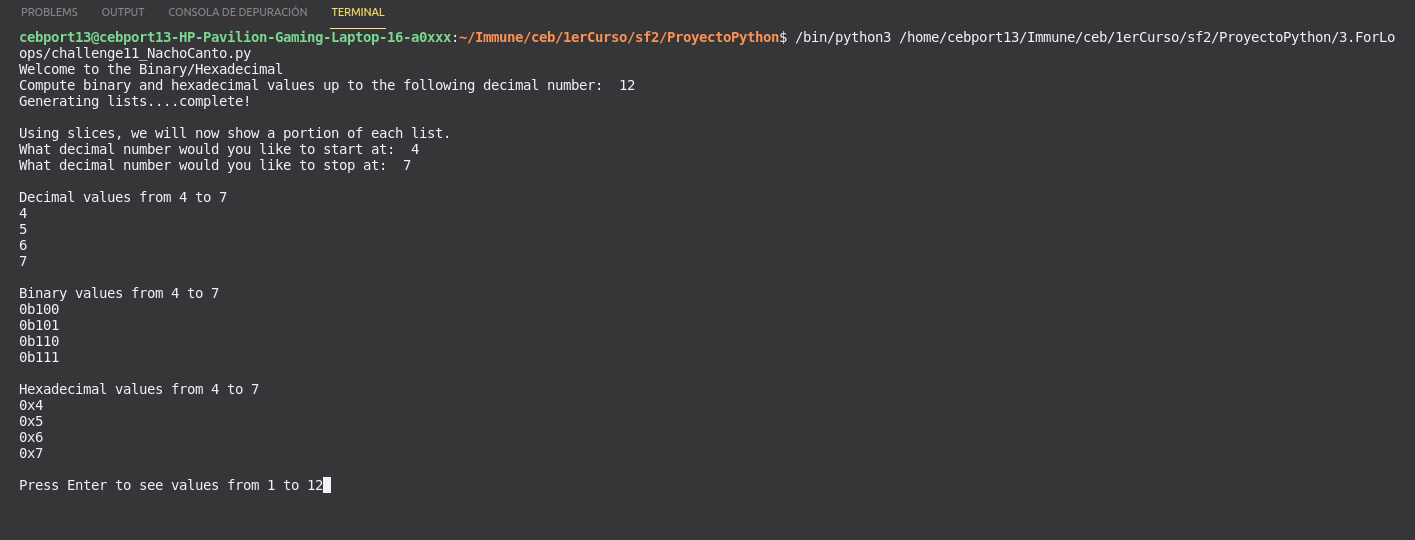 PROBLEMS OUTPUT CONSOLA DE DEPURACIÓN TERMINAL
cebport13@cebport13-HP-Pavilion-Gaming-Laptop-16-a0xxx:~/Immune/ceb/1erCurso/sf2/ProyectoPython$ /bin/python3 /home/cebport13/Immune/ceb/1erCurso/sf2/ProyectoPython/3.ForLo
ops/challenge11_NachoCanto.py
Welcome to the Binary/Hexadecimal
Compute binary and hexadecimal values up to the following decimal number:  12
Generating lists....complete!
Using slices, we will now show a portion of each list.
What decimal number would you like to start at:  4
What decimal number would you like to stop at:  7
Decimal values from 4 to 7
4
5
6
7
Binary values from 4 to 7
0b100
0b101
0b110
0b111
Hexadecimal values from 4 to 7
0x4
0x5
0x6
0x7
Press Enter to see values from 1 to 12